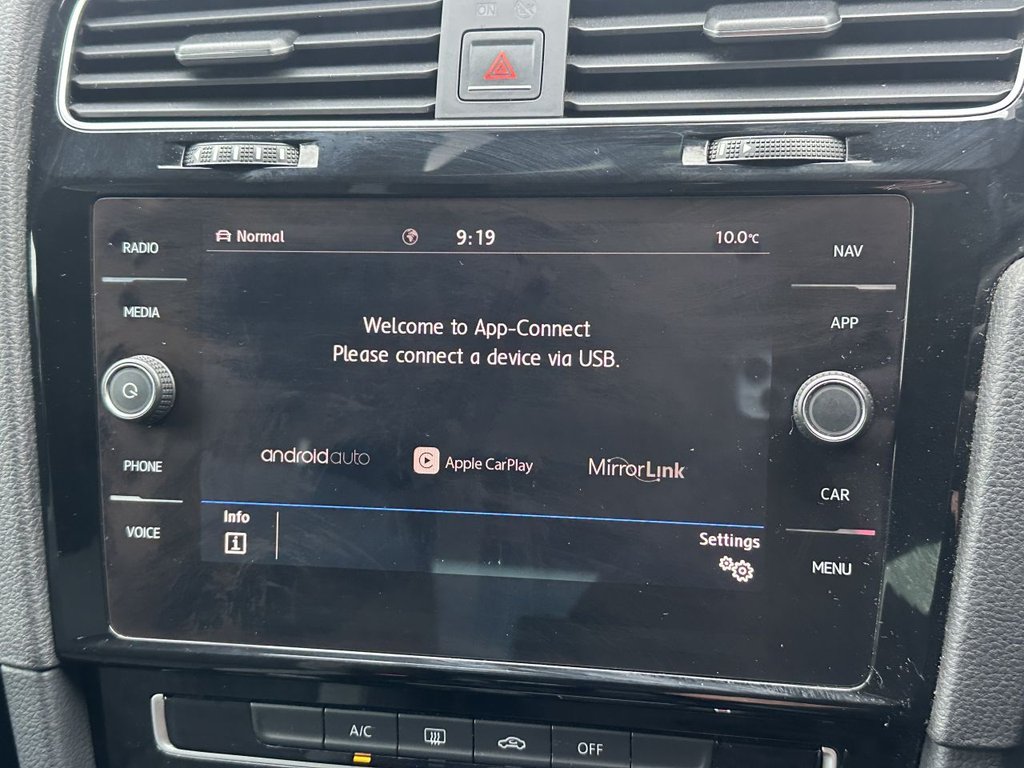 ON
RADIO
MEDIA
PHONE
VOICE
Normal
9:19
10.0°C
Welcome to App-Connect
Please connect a device via USB.
androidauto
Apple CarPlay
MirrorLink
Info
Settings
NAV
APP
CAR
MENU
A/C
OFF